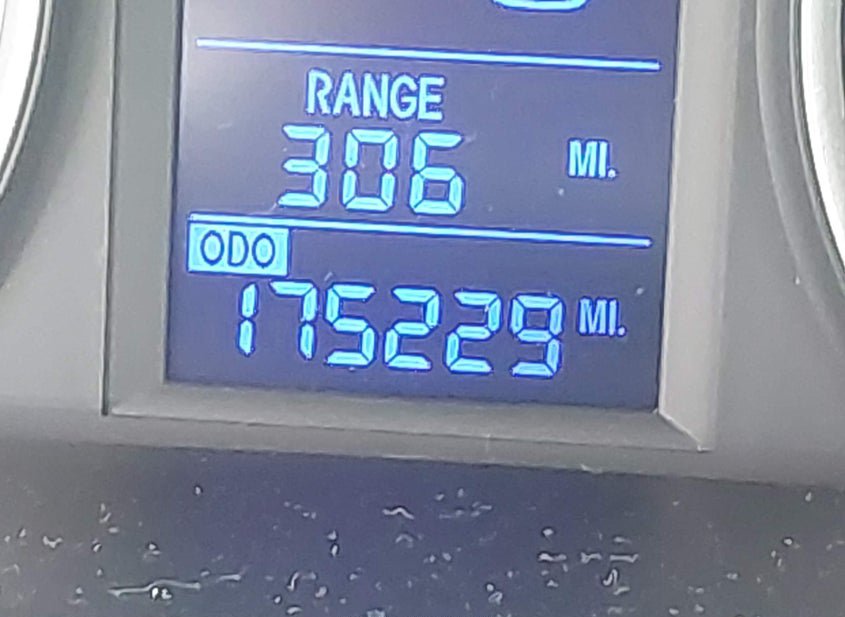 RANGE
306 MI.
ODO
175229 MI.